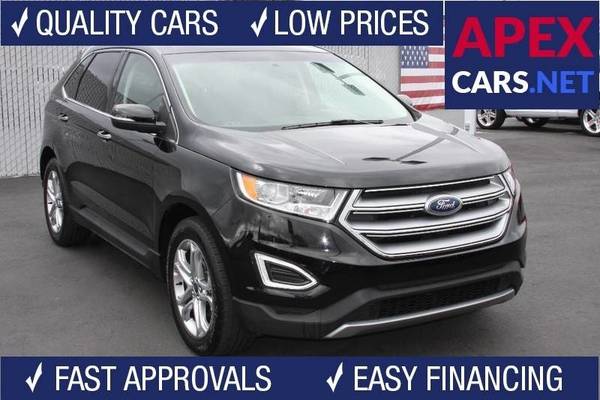 ✓ QUALITY CARS ✓ LOW PRICES
APEX
CARS.NET
Ford
✓ FAST APPROVALS ✓ EASY FINANCING